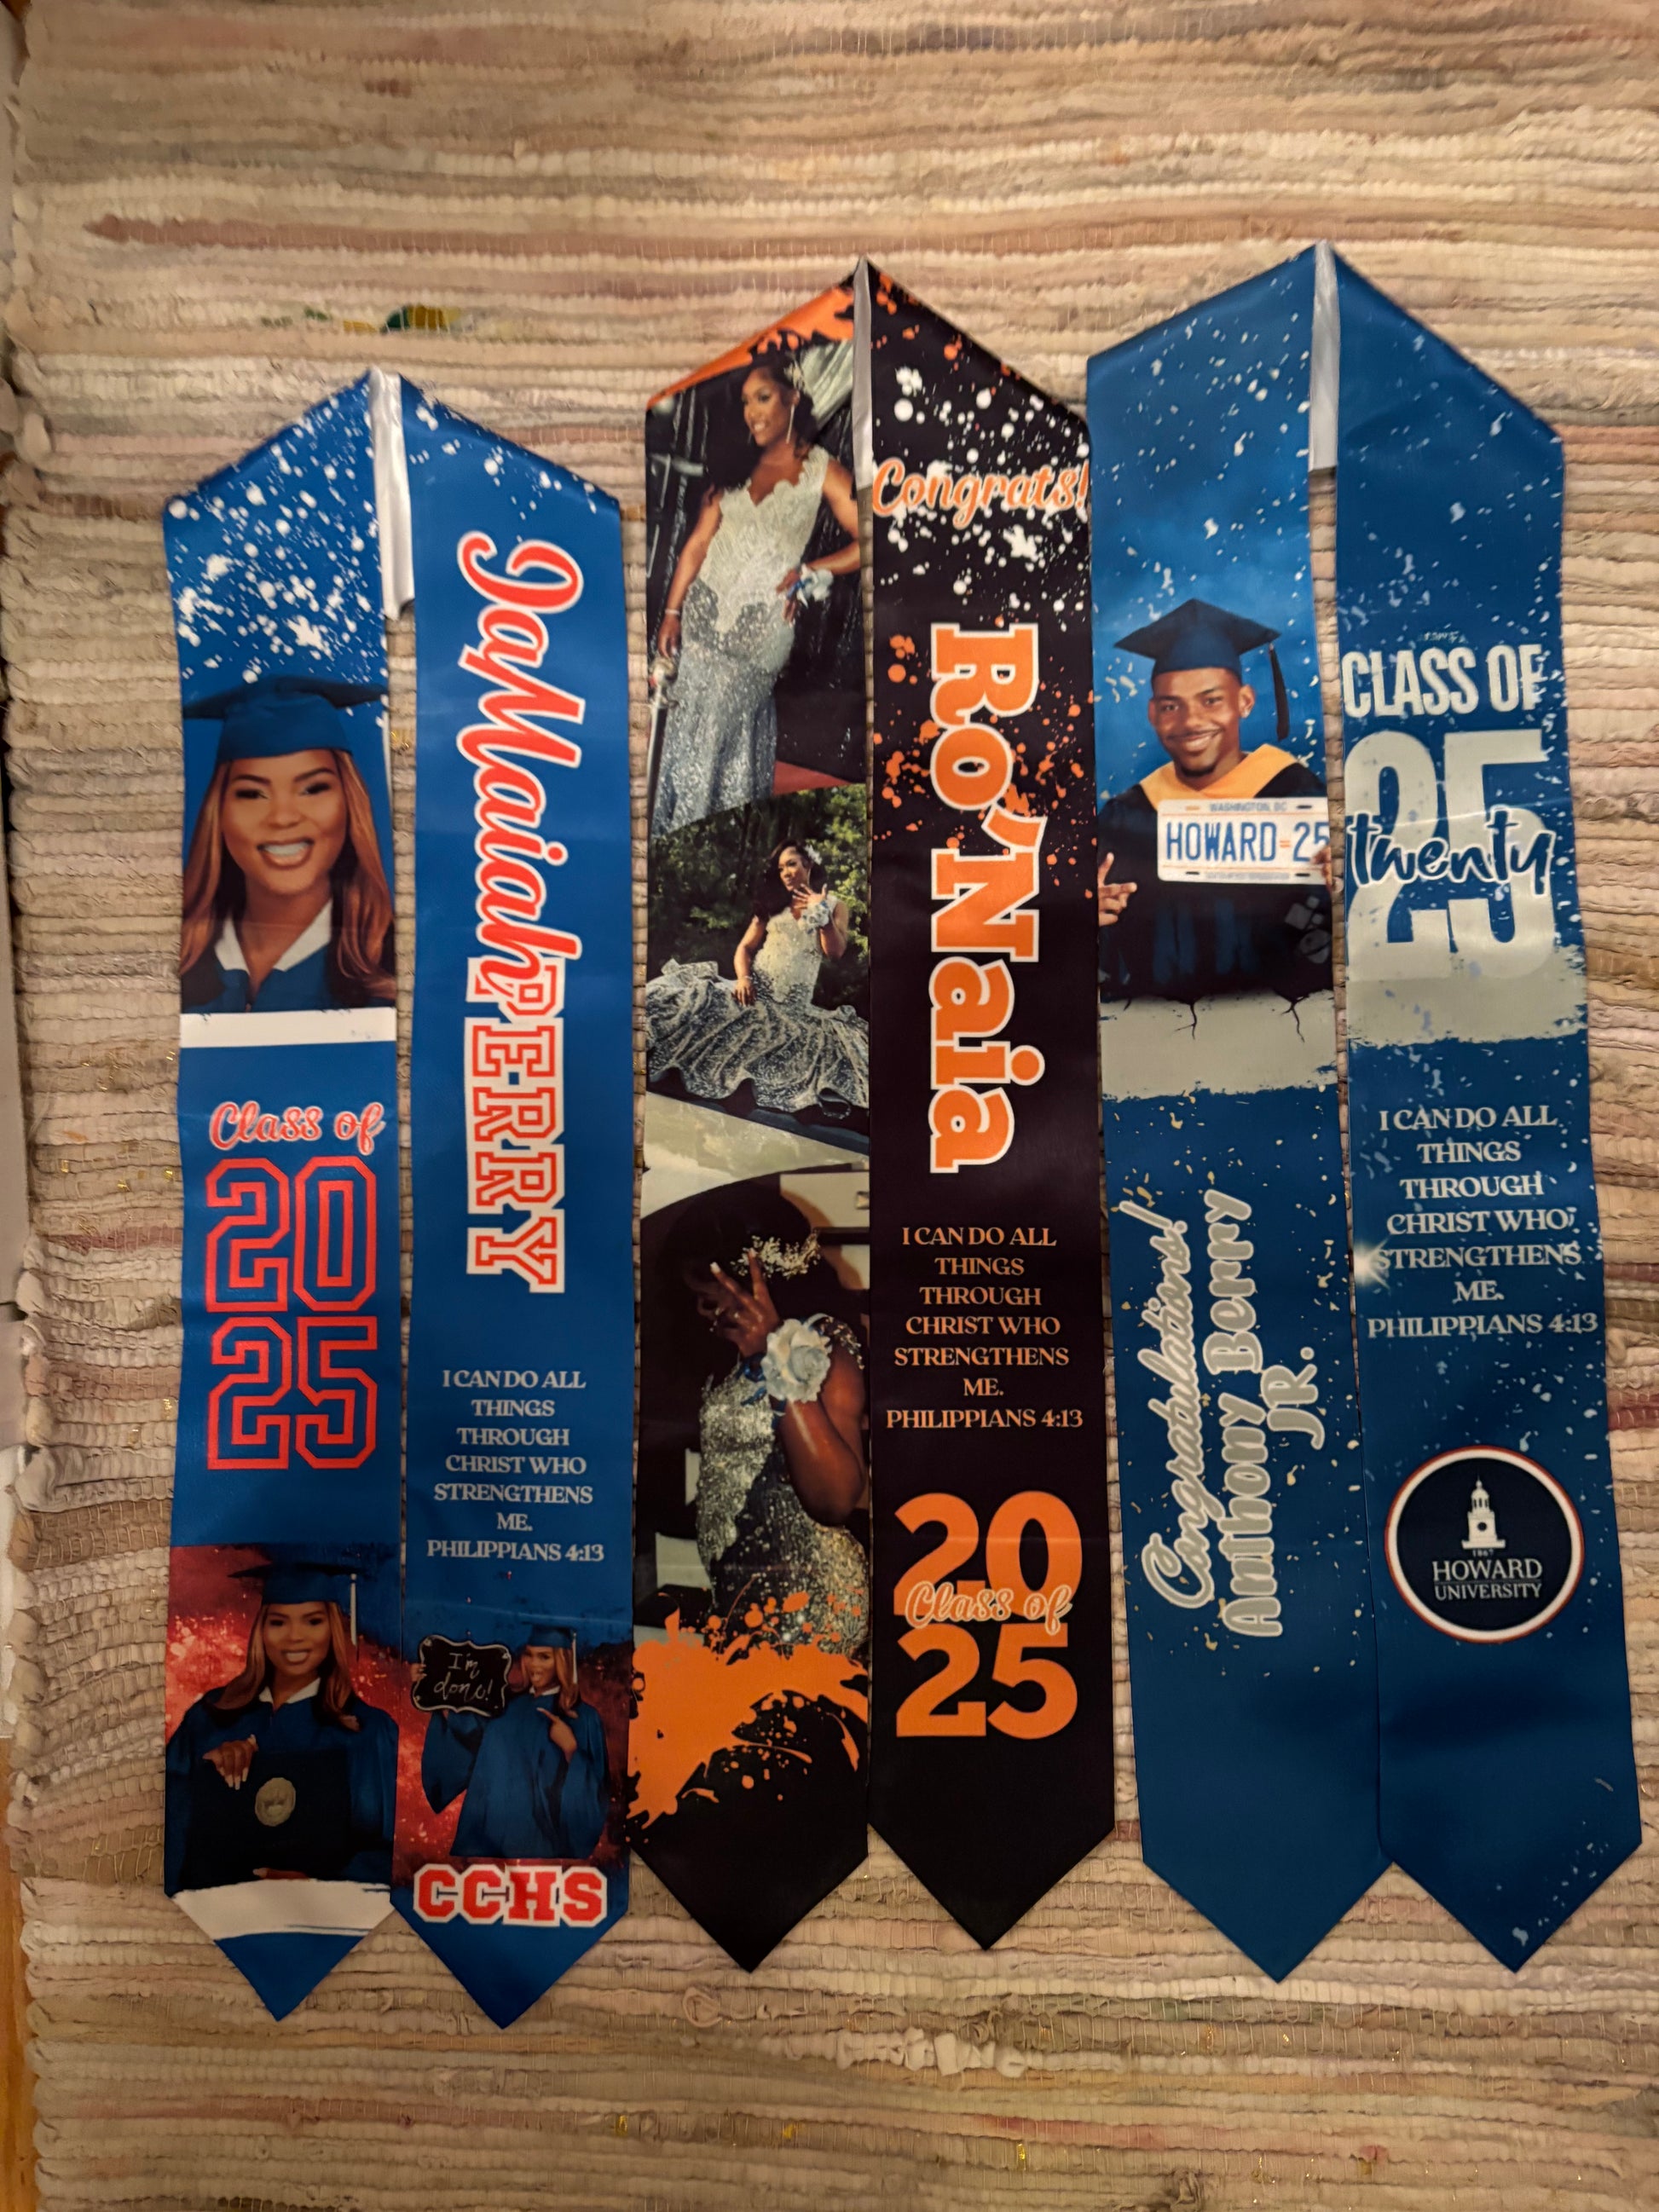 Class of
20
25
JaMaiah PERRY
I CAN DO ALL
THINGS
THROUGH
CHRIST WHO
STRENGTHENS
ME.
PHILIPPIANS 4:13
I'm
done!
CCHS
Congrats!
Ro'Naia
I CAN DO ALL
THINGS
THROUGH
CHRIST WHO
STRENGTHENS
ME.
PHILIPPIANS 4:13
20
Class of
25
WASHINGTON, DC
HOWARD-25
Congratulations!
Anthony Berry
JR.
CLASS OF
25
twenty
I CAN DO ALL
THINGS
THROUGH
CHRIST WHO
STRENGTHENS
ME.
PHILIPPIANS 4:13
1867
HOWARD
UNIVERSITY